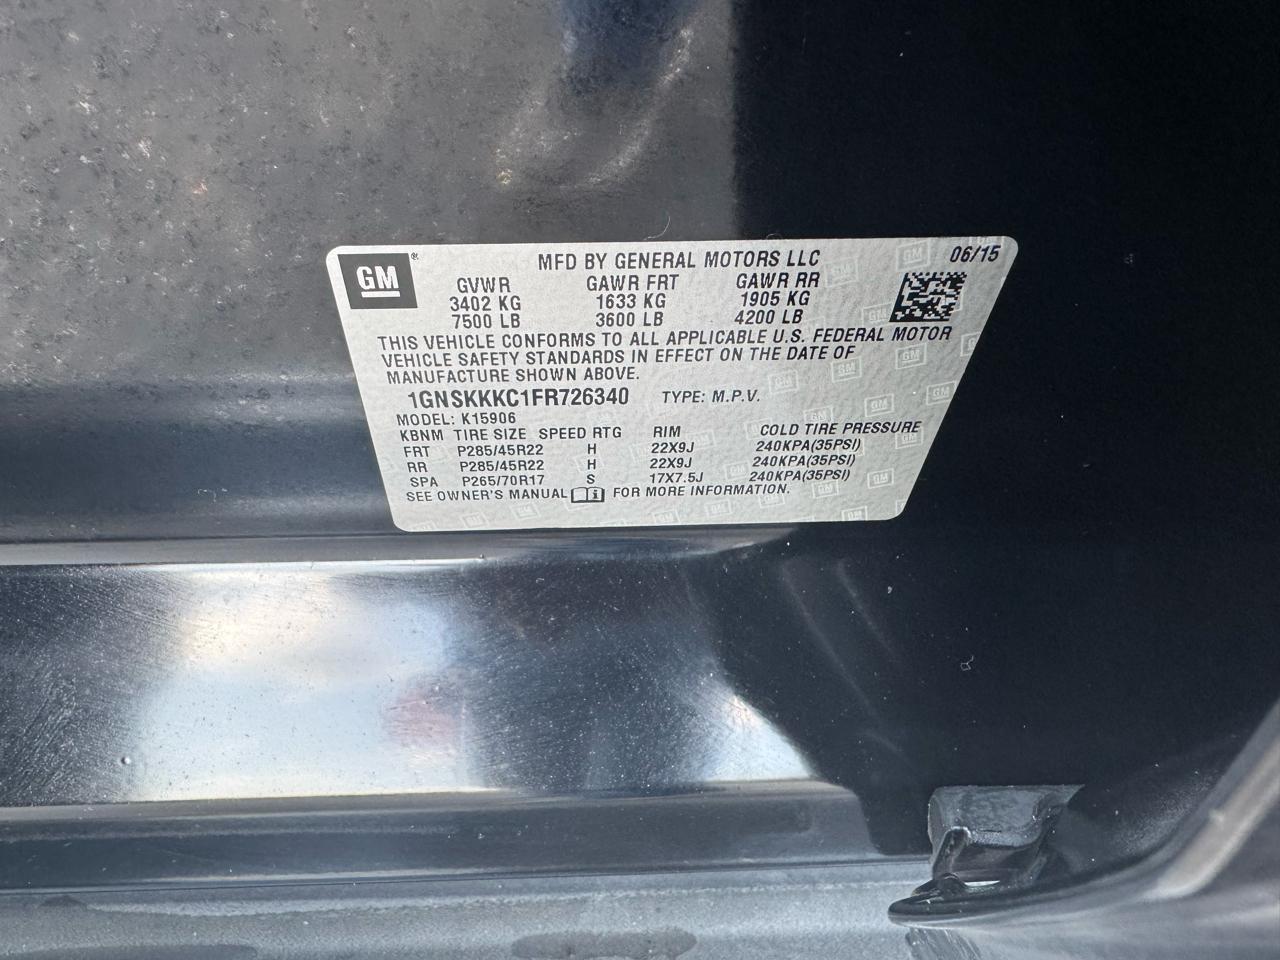 GM ®
MFD BY GENERAL MOTORS LLC 06/15
GVWR GAWR FRT GAWR RR
3402 KG 1633 KG 1905 KG
7500 LB 3600 LB 4200 LB
THIS VEHICLE CONFORMS TO ALL APPLICABLE U.S. FEDERAL MOTOR
VEHICLE SAFETY STANDARDS IN EFFECT ON THE DATE OF
MANUFACTURE SHOWN ABOVE.
1GNSKKKC1FR726340 TYPE: M.P.V.
MODEL: K15906
KBNM TIRE SIZE SPEED RTG RIM COLD TIRE PRESSURE
FRT P285/45R22 H 22X9J 240KPA(35PSI)
RR P285/45R22 H 22X9J 240KPA(35PSI)
SPA P265/70R17 S 17X7.5J 240KPA(35PSI)
SEE OWNER'S MANUAL FOR MORE INFORMATION.